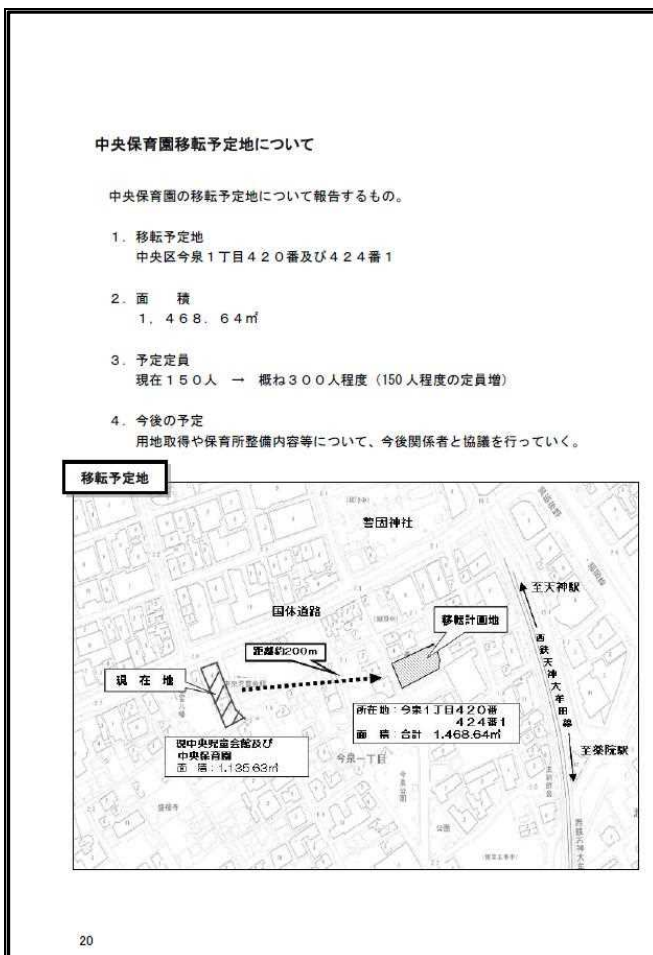 中央保育園移転予定地について
中央保育園の移転予定地について報告するもの。
1．移転予定地
中央区今泉1丁目420番及び424番1
2．面　　積
1，468．64㎡
3．予定定員
現在150人　→　概ね300人程度（150人程度の定員増）
4．今後の予定
用地取得や保育所整備内容等について、今後関係者と協議を行っていく。
移転予定地
警固神社
至天神駅
国体道路
移転計画地
距離約200m
西鉄天神大牟田線
現 在 地
所在地：今泉1丁目420番
424番1
面　積：合計　1,468.64㎡
現中央児童会館及び
中央保育園
面　積：1,135.63㎡
至薬院駅
今泉一丁目
今泉公園
公園
20